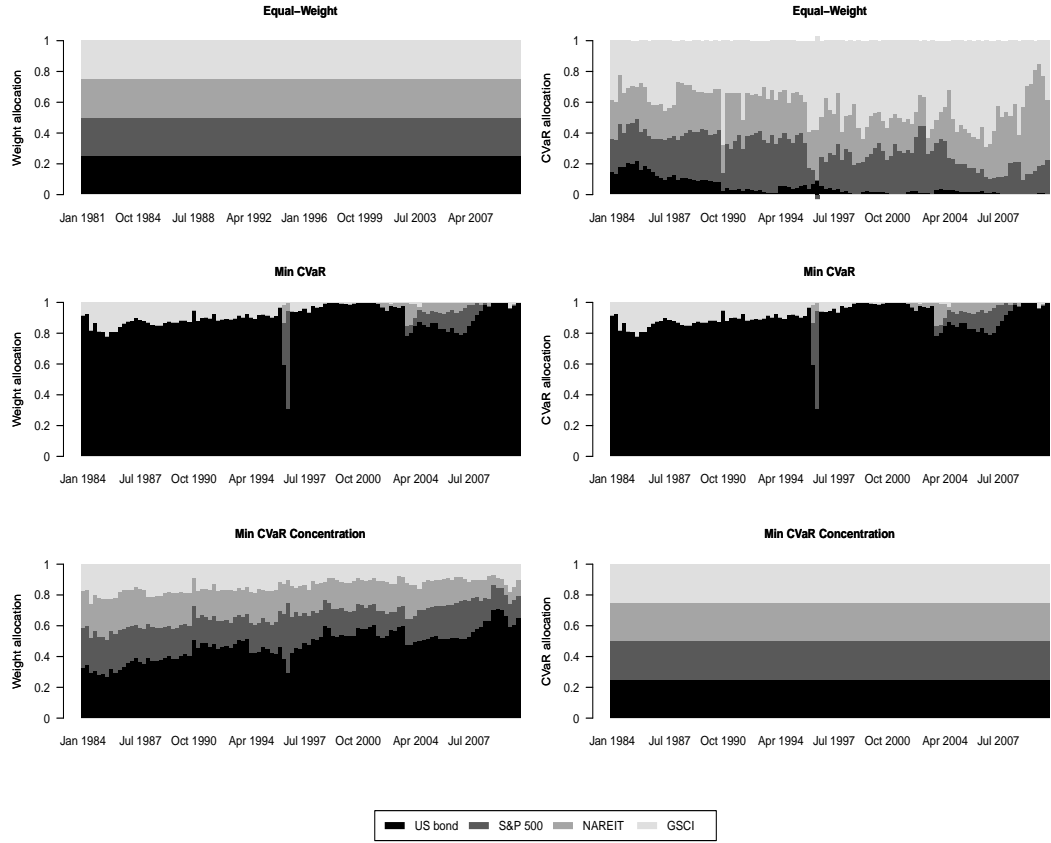 Equal-Weight
Weight allocation
1
0.8
0.6
0.4
0.2
0
Jan 1981 Oct 1984 Jul 1988 Apr 1992 Jan 1996 Oct 1999 Jul 2003 Apr 2007
Equal-Weight
CVaR allocation
1
0.8
0.6
0.4
0.2
0
Jan 1984 Jul 1987 Oct 1990 Apr 1994 Jul 1997 Oct 2000 Apr 2004 Jul 2007
Min CVaR
Weight allocation
1
0.8
0.6
0.4
0.2
0
Jan 1984 Jul 1987 Oct 1990 Apr 1994 Jul 1997 Oct 2000 Apr 2004 Jul 2007
Min CVaR
CVaR allocation
1
0.8
0.6
0.4
0.2
0
Jan 1984 Jul 1987 Oct 1990 Apr 1994 Jul 1997 Oct 2000 Apr 2004 Jul 2007
Min CVaR Concentration
Weight allocation
1
0.8
0.6
0.4
0.2
0
Jan 1984 Jul 1987 Oct 1990 Apr 1994 Jul 1997 Oct 2000 Apr 2004 Jul 2007
Min CVaR Concentration
CVaR allocation
1
0.8
0.6
0.4
0.2
0
Jan 1984 Jul 1987 Oct 1990 Apr 1994 Jul 1997 Oct 2000 Apr 2004 Jul 2007
US bond S&P 500 NAREIT GSCI